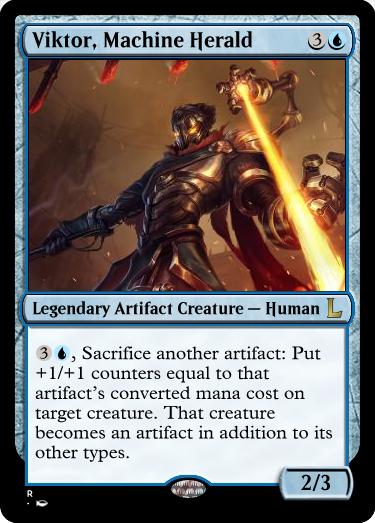 Viktor, Machine Herald 3
Legendary Artifact Creature — Human L
3, Sacrifice another artifact: Put
+1/+1 counters equal to that
artifact's converted mana cost on
target creature. That creature
becomes an artifact in addition to its
other types.
2/3
R